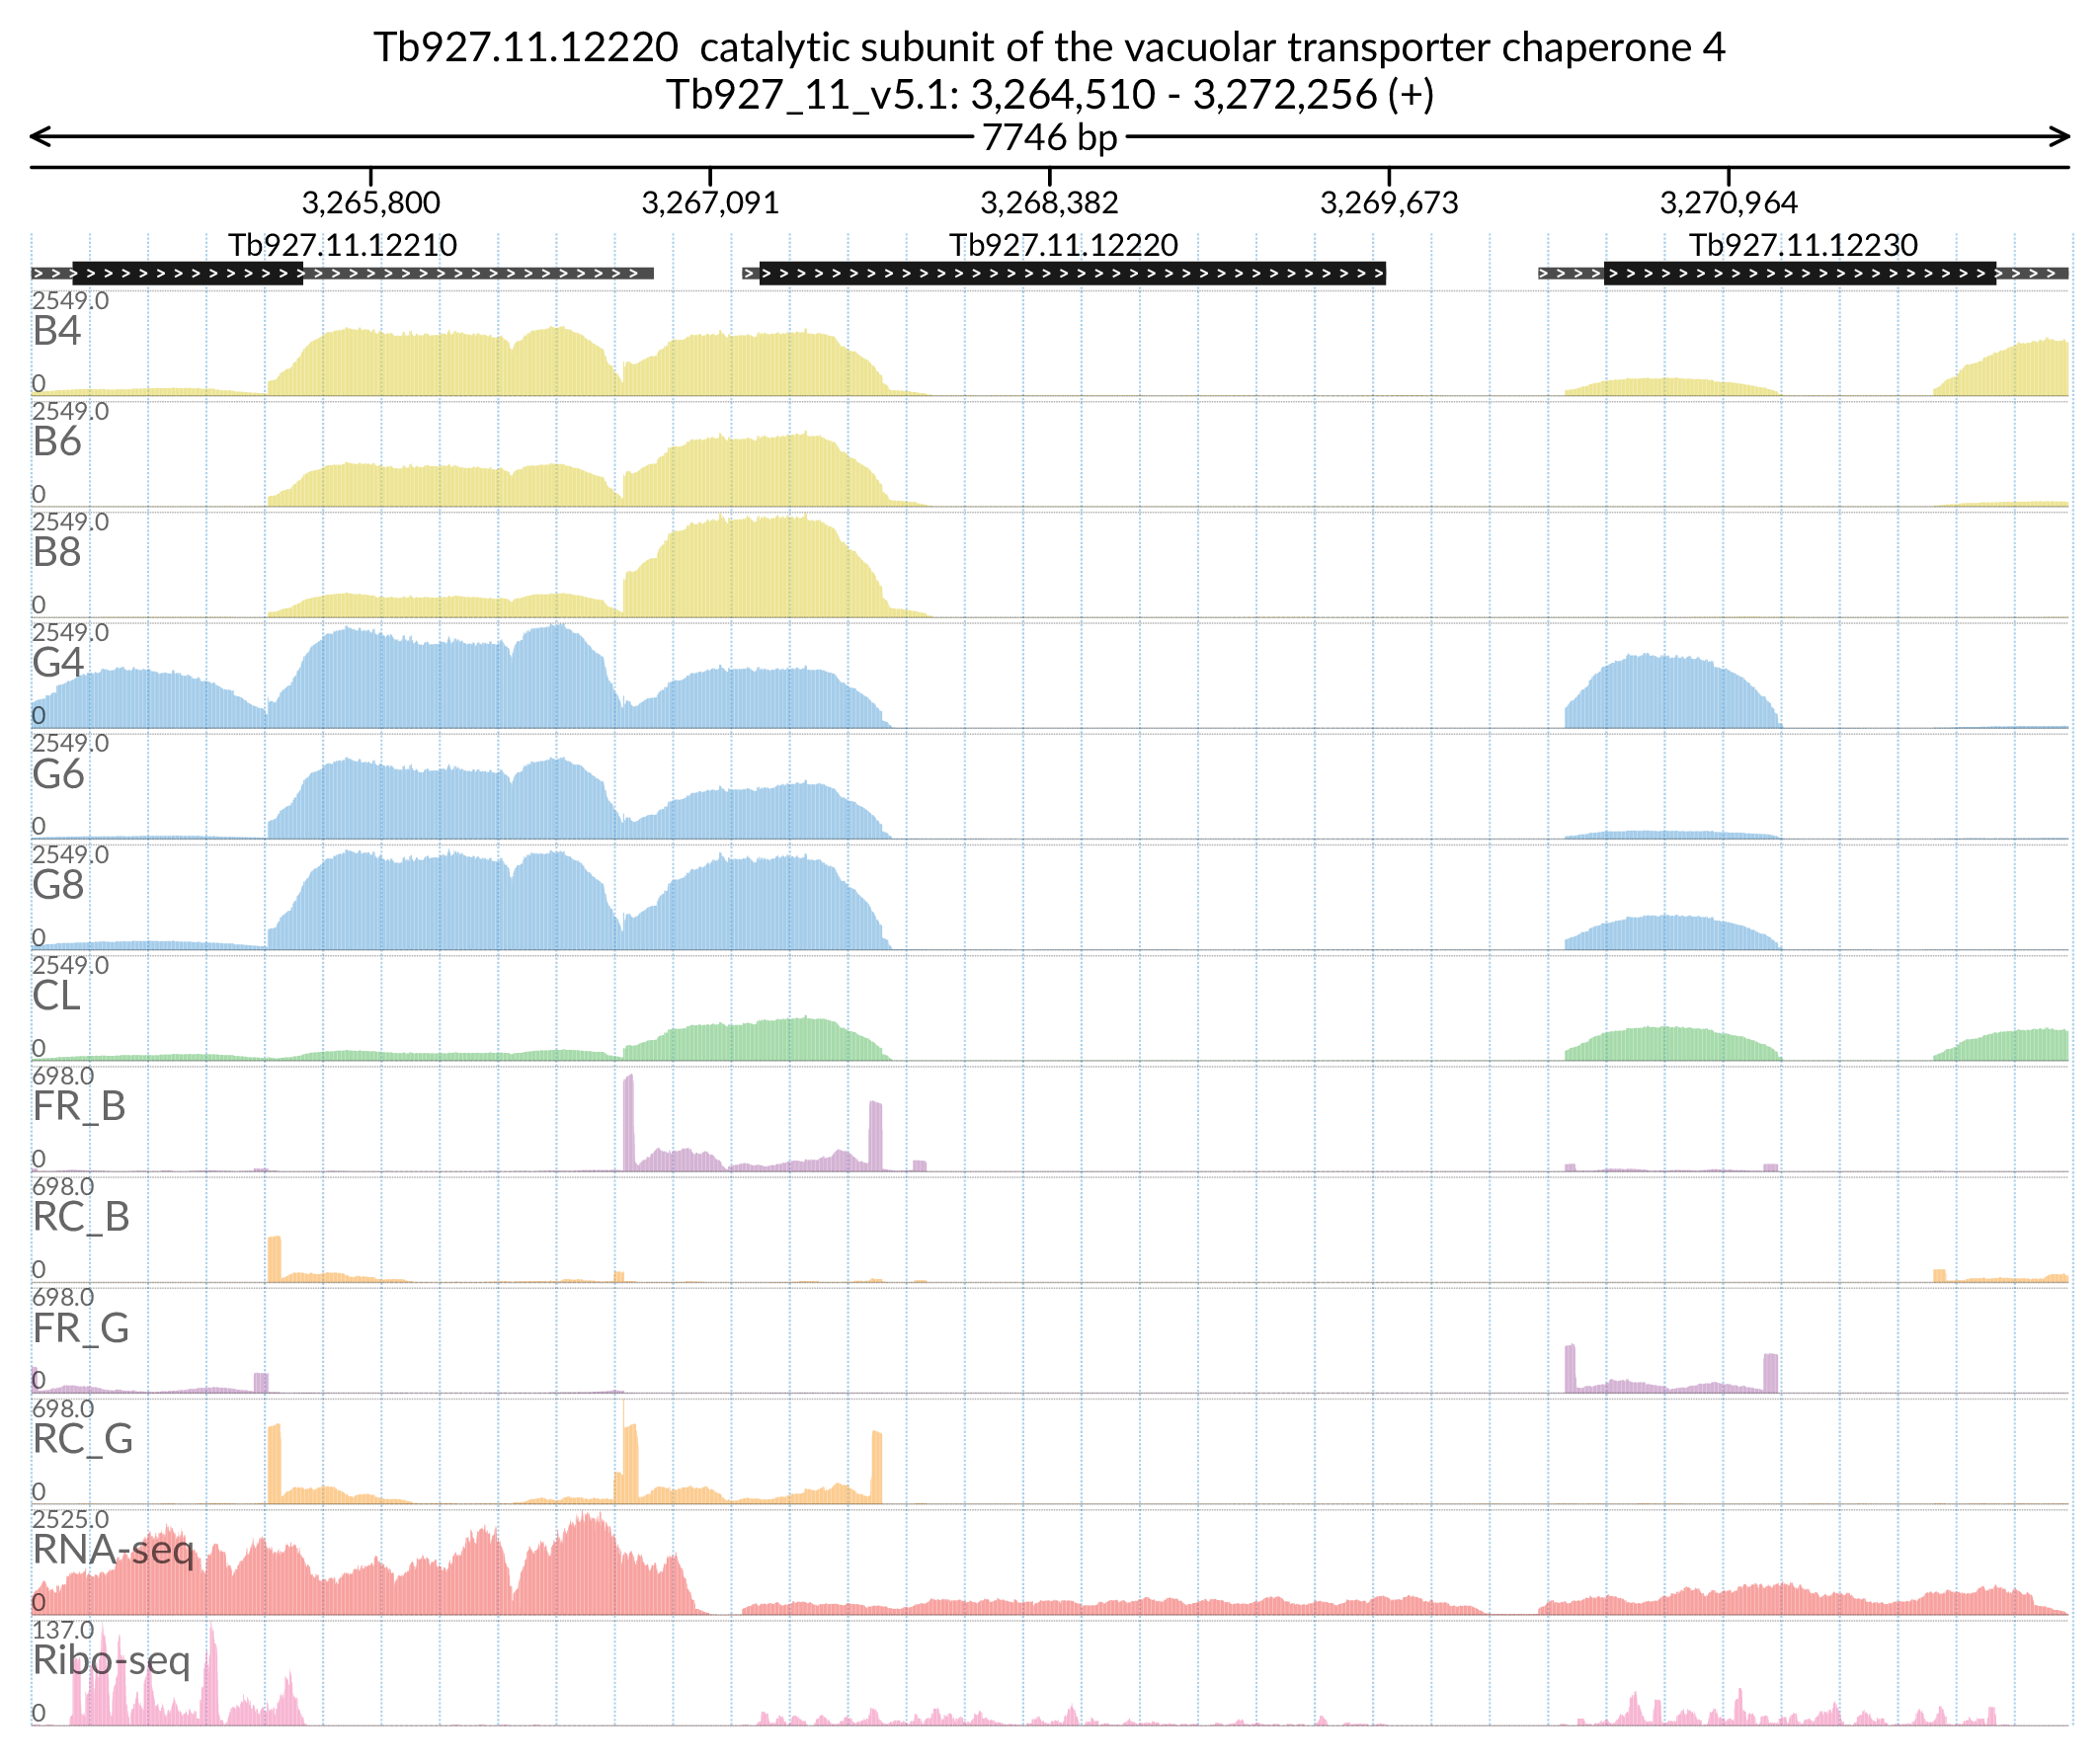 Tb927.11.12220 catalytic subunit of the vacuolar transporter chaperone 4
Tb927_11_v5.1: 3,264,510 - 3,272,256 (+)
7746 bp
3,265,800 3,267,091 3,268,382 3,269,673 3,270,964
Tb927.11.12210 Tb927.11.12220 Tb927.11.12230
2549.0
B4
0
2549.0
B6
0
2549.0
B8
0
2549.0
G4
0
2549.0
G6
0
2549.0
G8
0
2549.0
CL
0
698.0
FR_B
0
698.0
RC_B
0
698.0
FR_G
0
698.0
RC_G
0
2525.0
RNA-seq
0
137.0
Ribo-seq
0